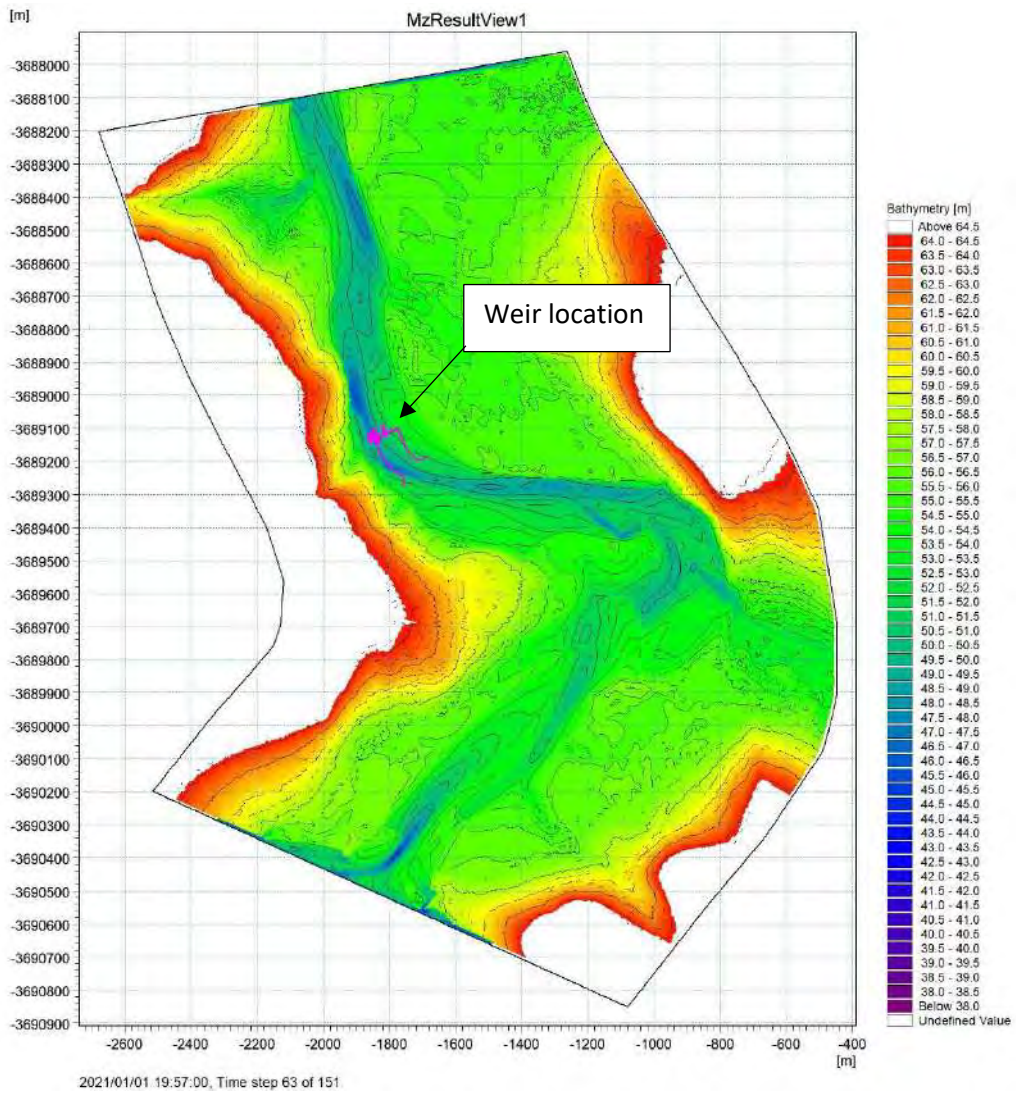 [m]
MzResultView1
-3688000
-3688100
-3688200
-3688300
-3688400
-3688500
-3688600
-3688700
-3688800
-3688900
-3689000
-3689100
-3689200
-3689300
-3689400
-3689500
-3689600
-3689700
-3689800
-3689900
-3690000
-3690100
-3690200
-3690300
-3690400
-3690500
-3690600
-3690700
-3690800
-3690900
Weir location
-2600 -2400 -2200 -2000 -1800 -1600 -1400 -1200 -1000 -800 -600 -400
[m]
2021/01/01 19:57:00, Time step 63 of 151
Bathymetry [m]
Above 64.5
64.0 - 64.5
63.5 - 64.0
63.0 - 63.5
62.5 - 63.0
62.0 - 62.5
61.5 - 62.0
61.0 - 61.5
60.5 - 61.0
60.0 - 60.5
59.5 - 60.0
59.0 - 59.5
58.5 - 59.0
58.0 - 58.5
57.5 - 58.0
57.0 - 57.5
56.5 - 57.0
56.0 - 56.5
55.5 - 56.0
55.0 - 55.5
54.5 - 55.0
54.0 - 54.5
53.5 - 54.0
53.0 - 53.5
52.5 - 53.0
52.0 - 52.5
51.5 - 52.0
51.0 - 51.5
50.5 - 51.0
50.0 - 50.5
49.5 - 50.0
49.0 - 49.5
48.5 - 49.0
48.0 - 48.5
47.5 - 48.0
47.0 - 47.5
46.5 - 47.0
46.0 - 46.5
45.5 - 46.0
45.0 - 45.5
44.5 - 45.0
44.0 - 44.5
43.5 - 44.0
43.0 - 43.5
42.5 - 43.0
42.0 - 42.5
41.5 - 42.0
41.0 - 41.5
40.5 - 41.0
40.0 - 40.5
39.5 - 40.0
39.0 - 39.5
38.5 - 39.0
38.0 - 38.5
Below 38.0
Undefined Value